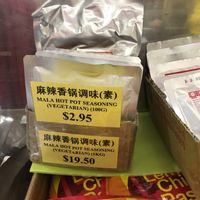 麻辣香锅调味(素)
MALA HOT POT SEASONING
(VEGETARIAN) (100G)
$2.95
麻辣香锅调味(素)
MALA HOT POT SEASONING
(VEGETARIAN) (1KG)
$19.50